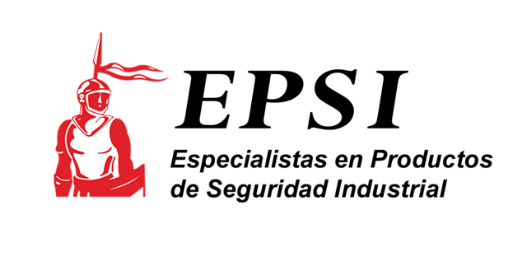 EPSI
Especialistas en Productos
de Seguridad Industrial